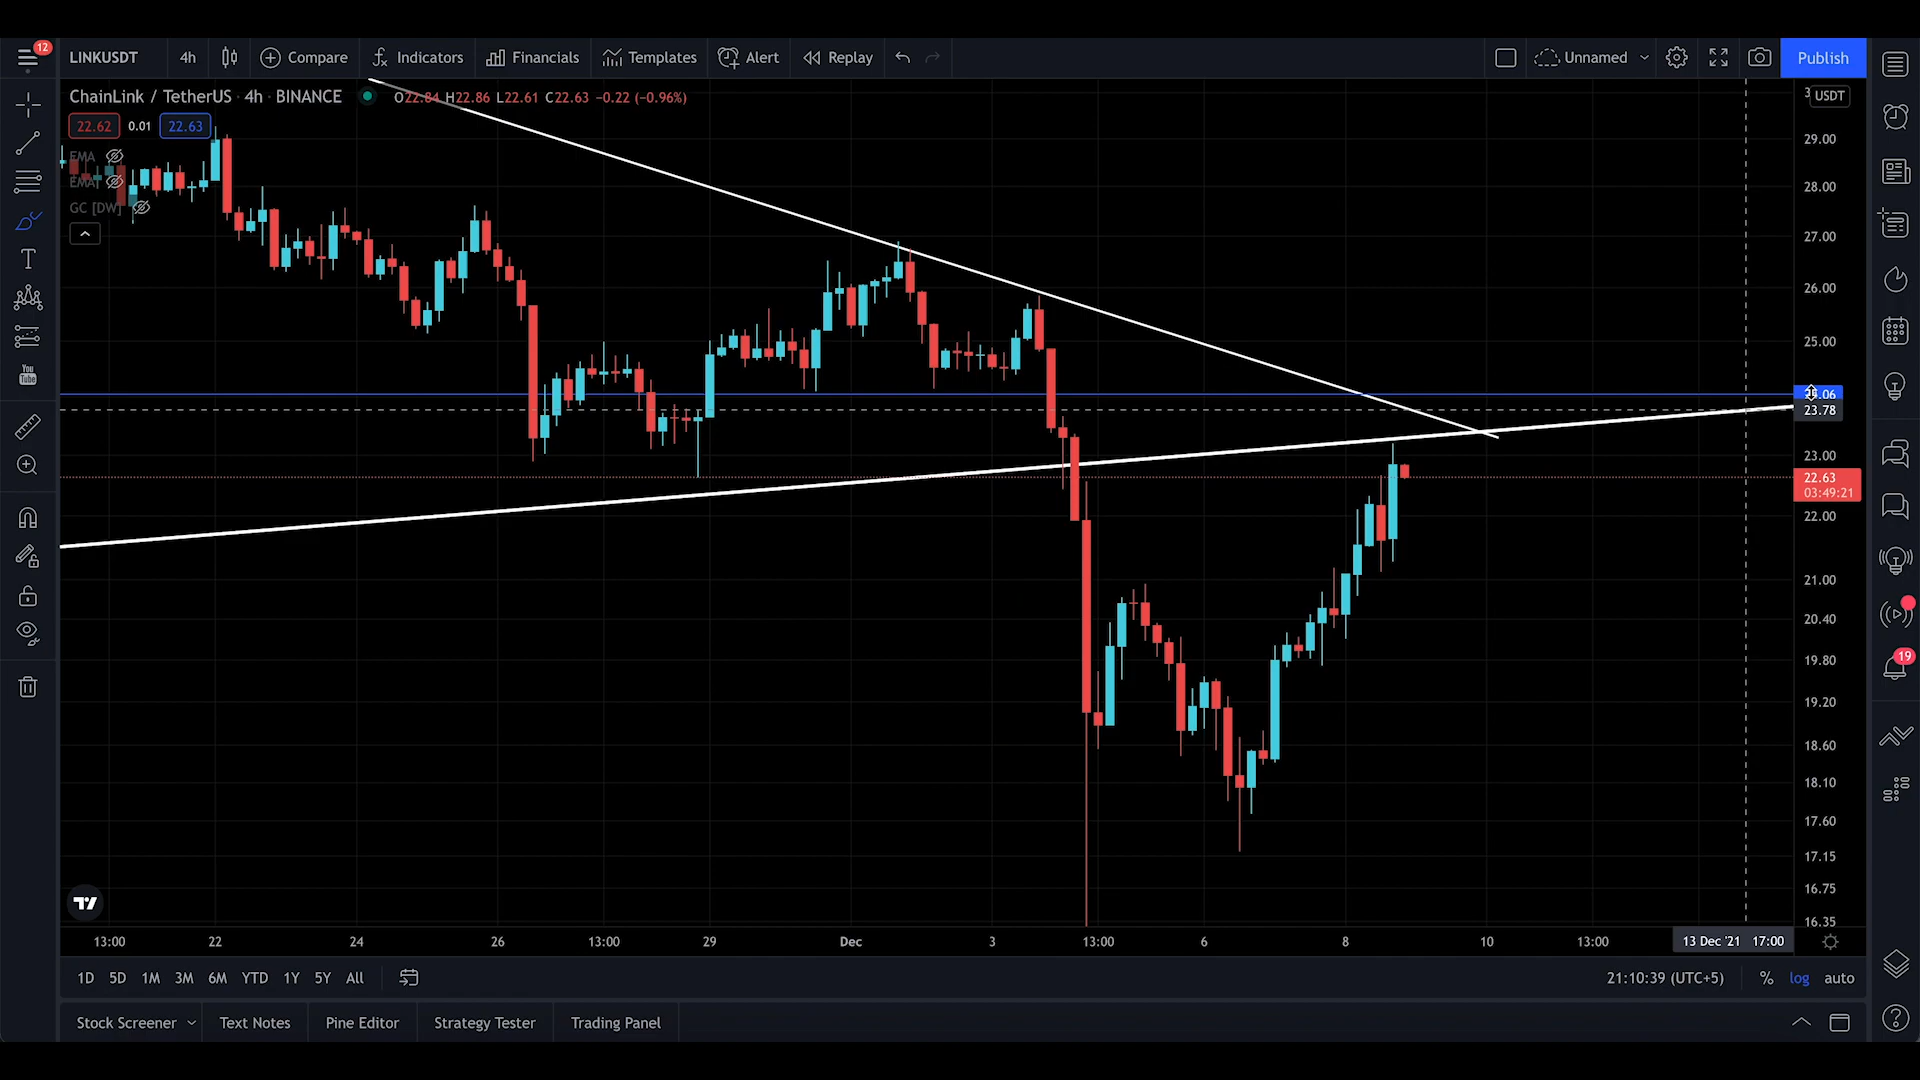 12
LINKUSDT 4h Compare Indicators Financials Templates Alert Replay Unnamed Publish
ChainLink / TetherUS · 4h · BINANCE O22.84 H22.86 L22.61 C22.63 −0.22 (−0.96%)
22.62 0.01 22.63
EMA
EMA
GC [DW]
USDT
29.00
28.00
27.00
26.00
25.00
23.78
23.00
22.63
03:49:21
22.00
21.00
20.40
19.80
19.20
18.60
18.10
17.60
17.15
16.75
16.35
You
Tube
19
13:00 22 24 26 13:00 29 Dec 3 13:00 6 8 10 13:00 13 Dec '21 17:00
1D 5D 1M 3M 6M YTD 1Y 5Y All 21:10:39 (UTC+5) % log auto
Stock Screener Text Notes Pine Editor Strategy Tester Trading Panel